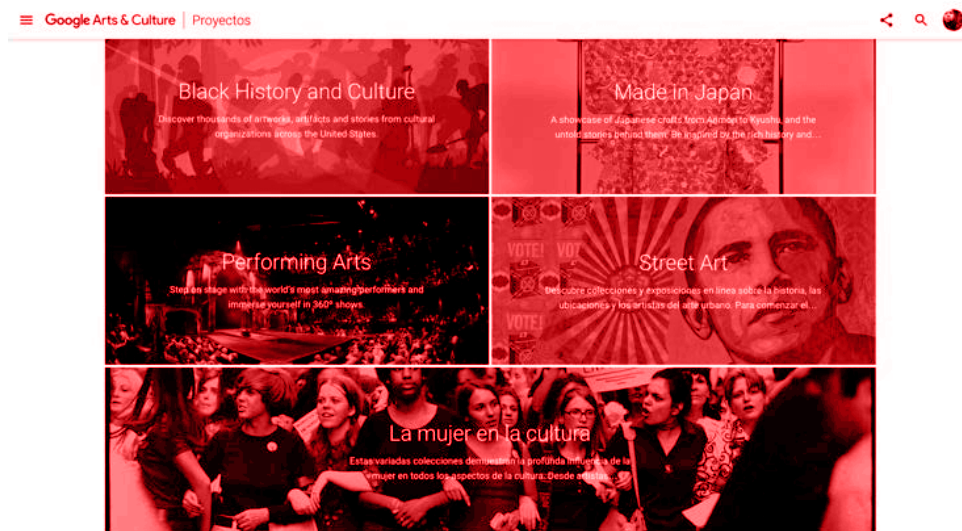 Google Arts & Culture | Proyectos
Black History and Culture
Discover thousands of artworks, artifacts and stories from cultural
organizations across the United States.
Made in Japan
A showcase of Japanese crafts from Aomori to Kyushu, and the
untold stories behind them. Be inspired by the rich history and…
Performing Arts
Step on stage with the world's most amazing performers and
immerse yourself in 360º shows.
VOTE!
VOT
VOTE!
Street Art
Descubre colecciones y exposiciones en línea sobre la historia, las
ubicaciones y los artistas del arte urbano. Para comenzar el…
La mujer en la cultura
Estas variadas colecciones demuestran la profunda influencia de la
mujer en todos los aspectos de la cultura. Desde artistas…